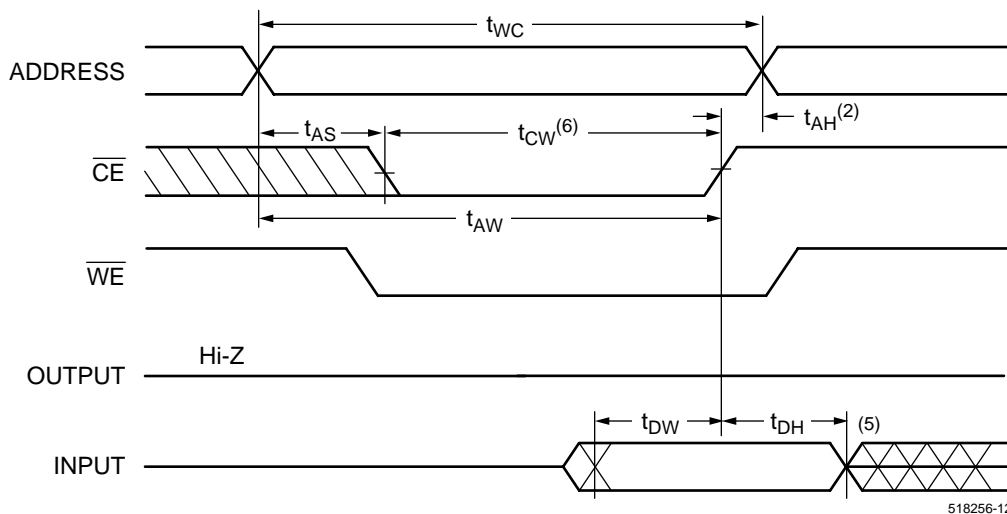 tWC
ADDRESS
tAS
tCW(6)
tAH(2)
CE
tAW
WE
Hi-Z
OUTPUT
tDW
tDH
(5)
INPUT
518256-12